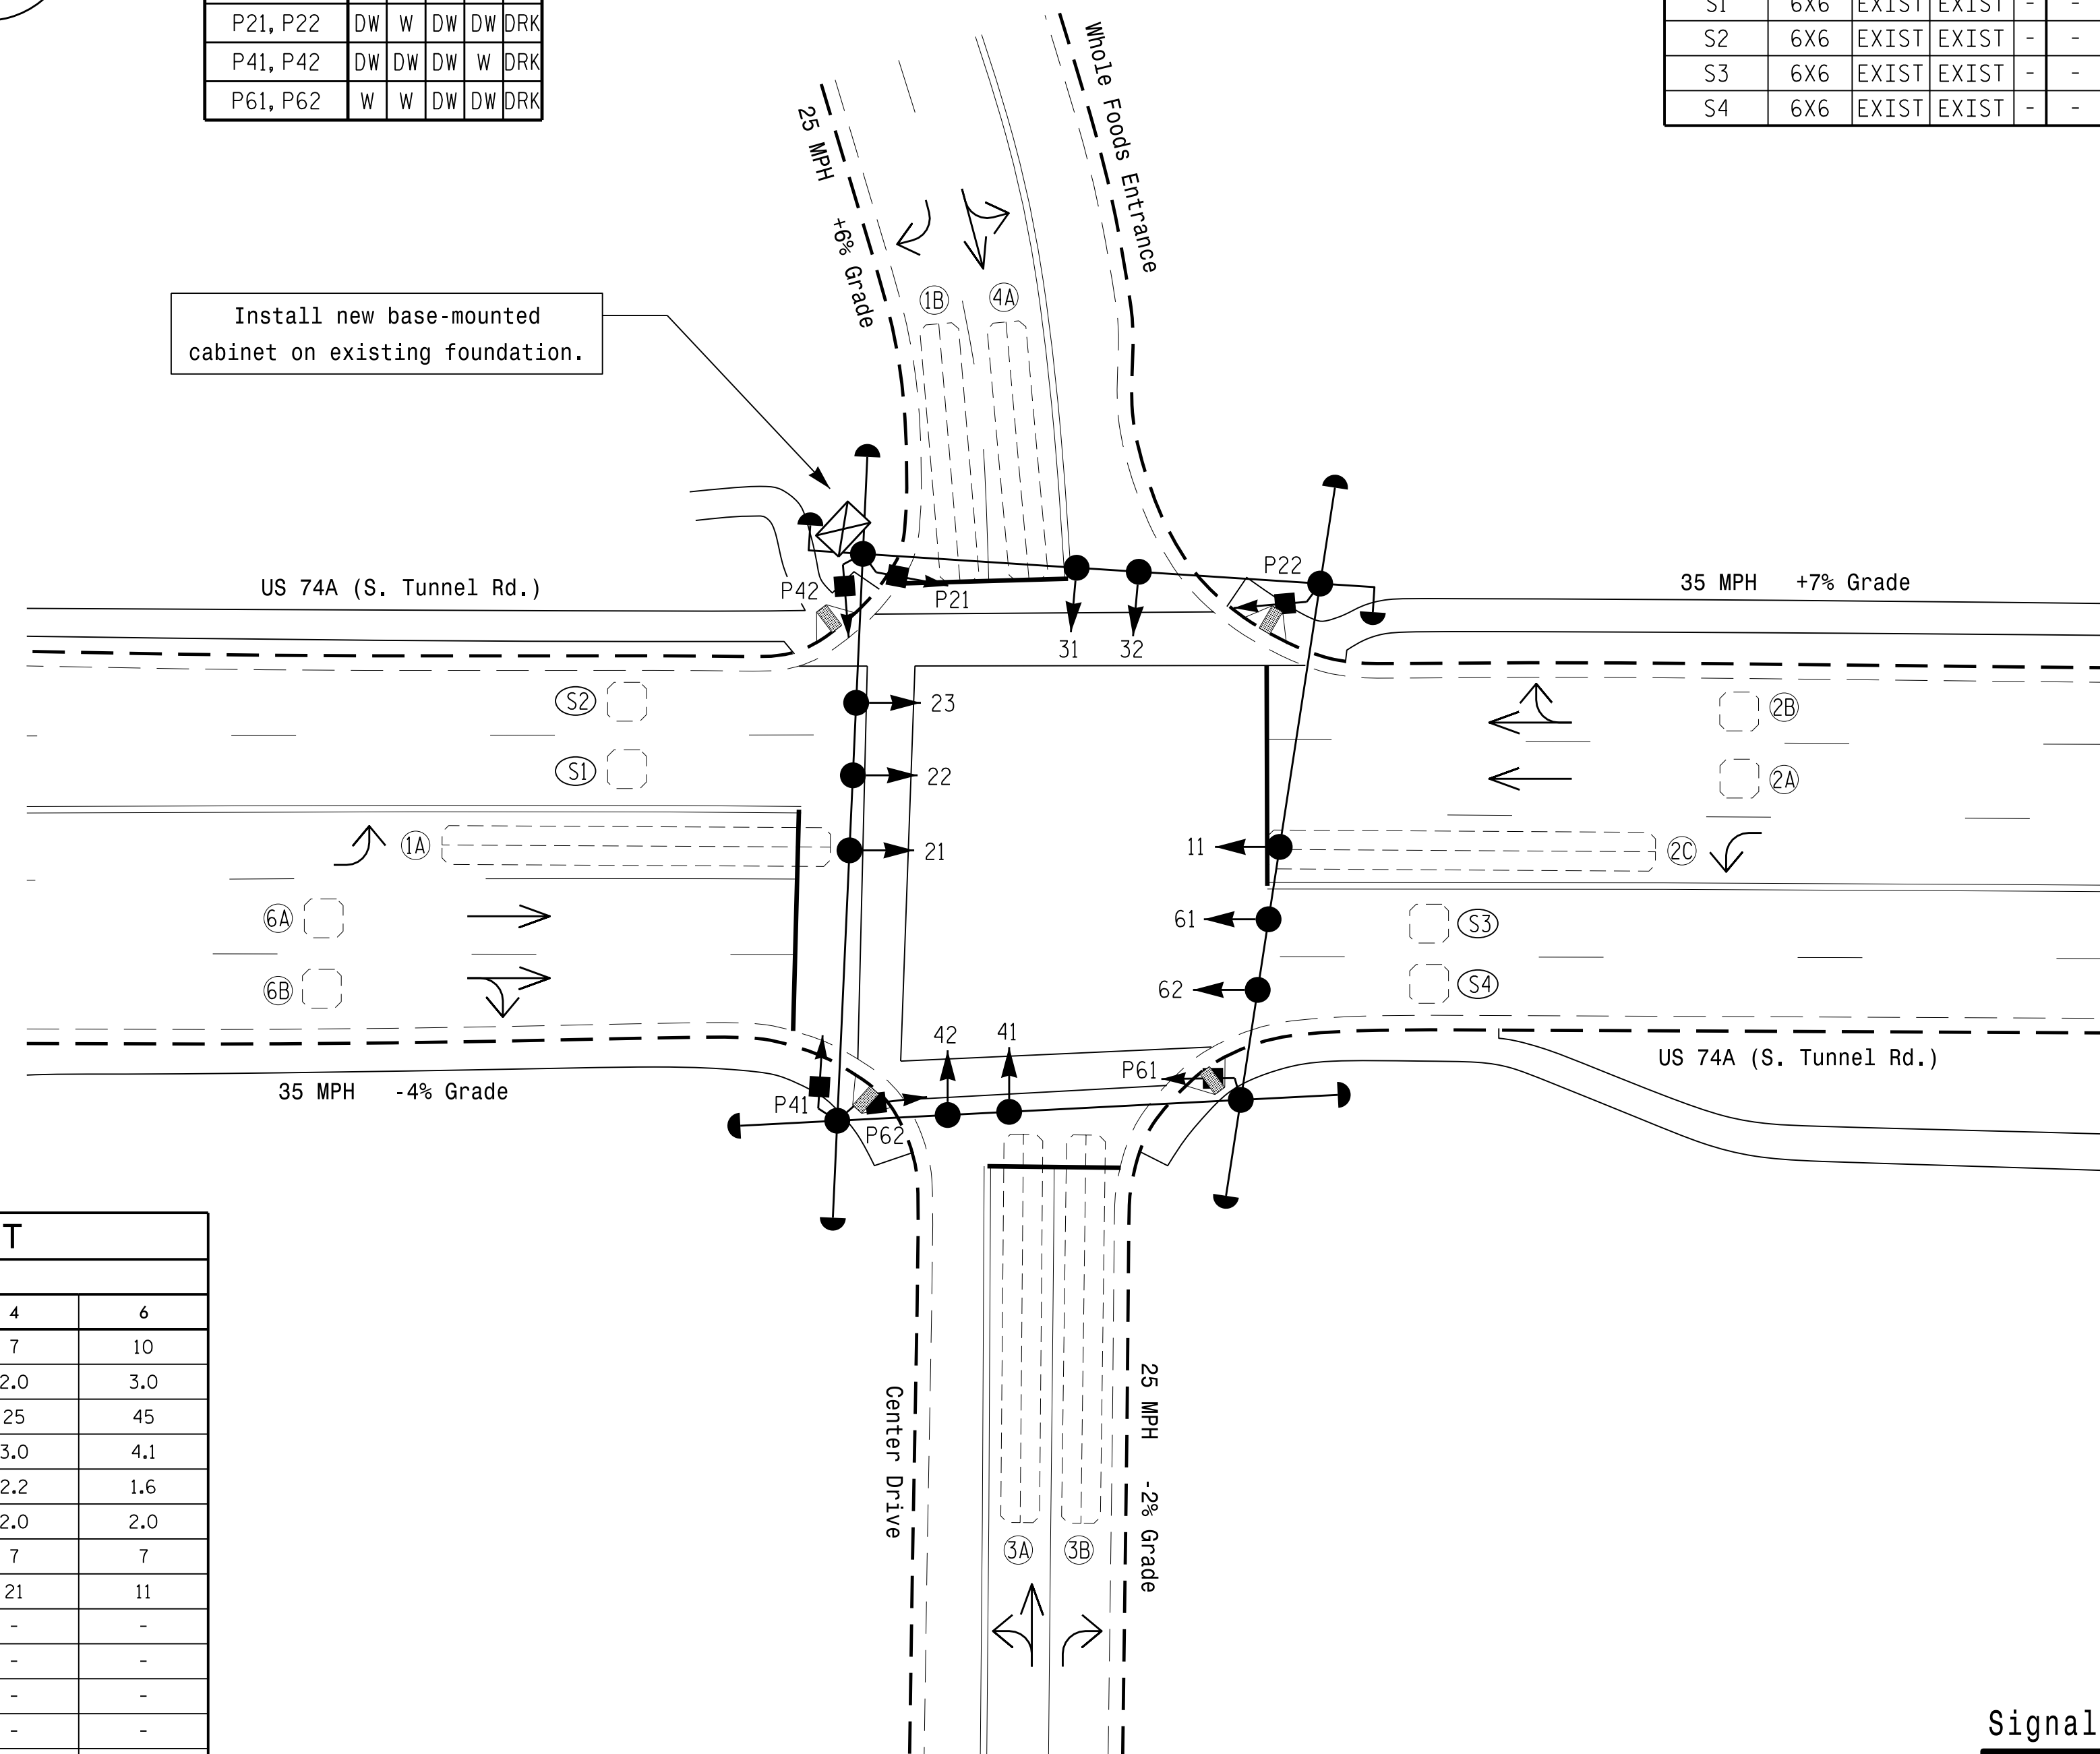 P21, P22 DW W DW DW DRK
P41, P42 DW DW DW W DRK
P61, P62 W W DW DW DRK
S1 6X6 EXIST EXIST - -
S2 6X6 EXIST EXIST - -
S3 6X6 EXIST EXIST - -
S4 6X6 EXIST EXIST - -
Whole Foods Entrance
25 MPH +6% Grade
1B
4A
Install new base-mounted
cabinet on existing foundation.
US 74A (S. Tunnel Rd.)
P42
P21
P22
35 MPH +7% Grade
31
32
S2
23
2B
S1
22
2A
1A
21
11
2C
6A
61
S3
6B
62
S4
42
41
P61
US 74A (S. Tunnel Rd.)
35 MPH -4% Grade
P41
P62
T
4 6
7 10
2.0 3.0
25 45
3.0 4.1
2.2 1.6
2.0 2.0
7 7
21 11
- -
- -
- -
- -
Center Drive
25 MPH -2% Grade
3A
3B
Signal